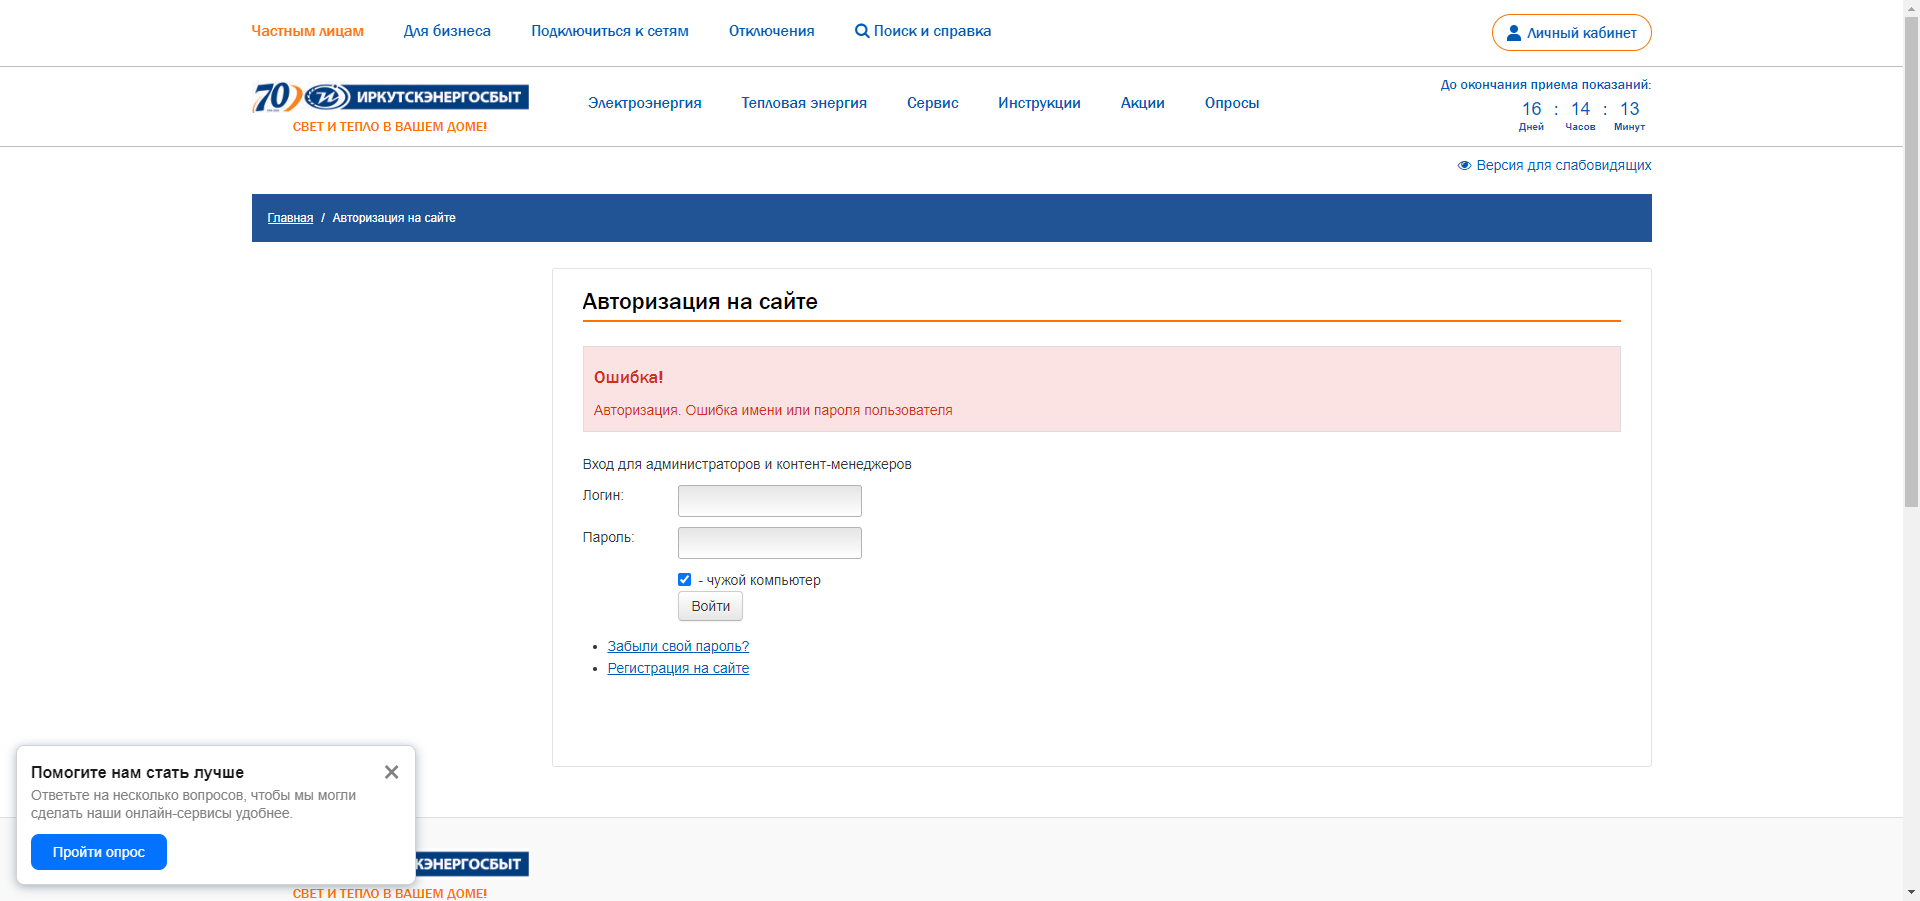 Частным лицам
Для бизнеса
Подключиться к сетям
Отключения
Поиск и справка
Личный кабинет
70 ИРКУТСКЭНЕРГОСБЫТ
СВЕТ И ТЕПЛО В ВАШЕМ ДОМЕ!
Электроэнергия
Тепловая энергия
Сервис
Инструкции
Акции
Опросы
До окончания приема показаний:
16 : 14 : 13
Дней Часов Минут
Версия для слабовидящих
Главная / Авторизация на сайте
Авторизация на сайте
Ошибка!
Авторизация. Ошибка имени или пароля пользователя
Вход для администраторов и контент-менеджеров
Логин:
Пароль:
- чужой компьютер
Войти
Забыли свой пароль?
Регистрация на сайте
Помогите нам стать лучше
Ответьте на несколько вопросов, чтобы мы могли
сделать наши онлайн-сервисы удобнее.
Пройти опрос
КЭНЕРГОСБЫТ
СВЕТ И ТЕПЛО В ВАШЕМ ДОМЕ!